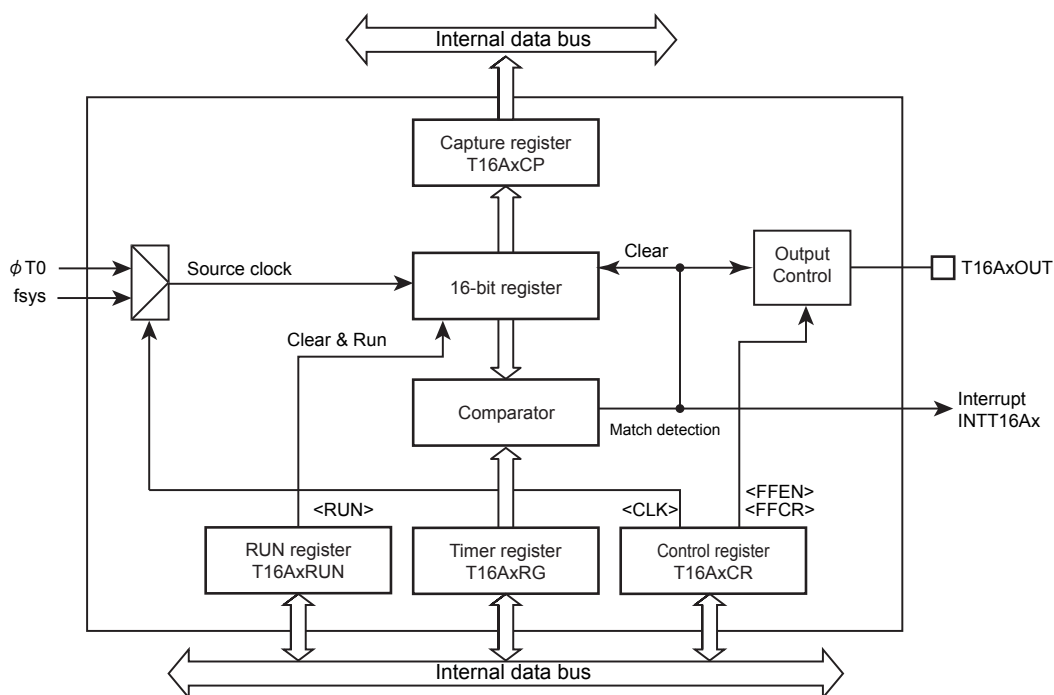 Internal data bus
Capture register
T16AxCP
φT0
fsys
Source clock
16-bit register
Clear
Output
Control
T16AxOUT
Clear & Run
Comparator
Match detection
Interrupt
INTT16Ax
<RUN>
<CLK>
<FFEN>
<FFCR>
RUN register
T16AxRUN
Timer register
T16AxRG
Control register
T16AxCR
Internal data bus